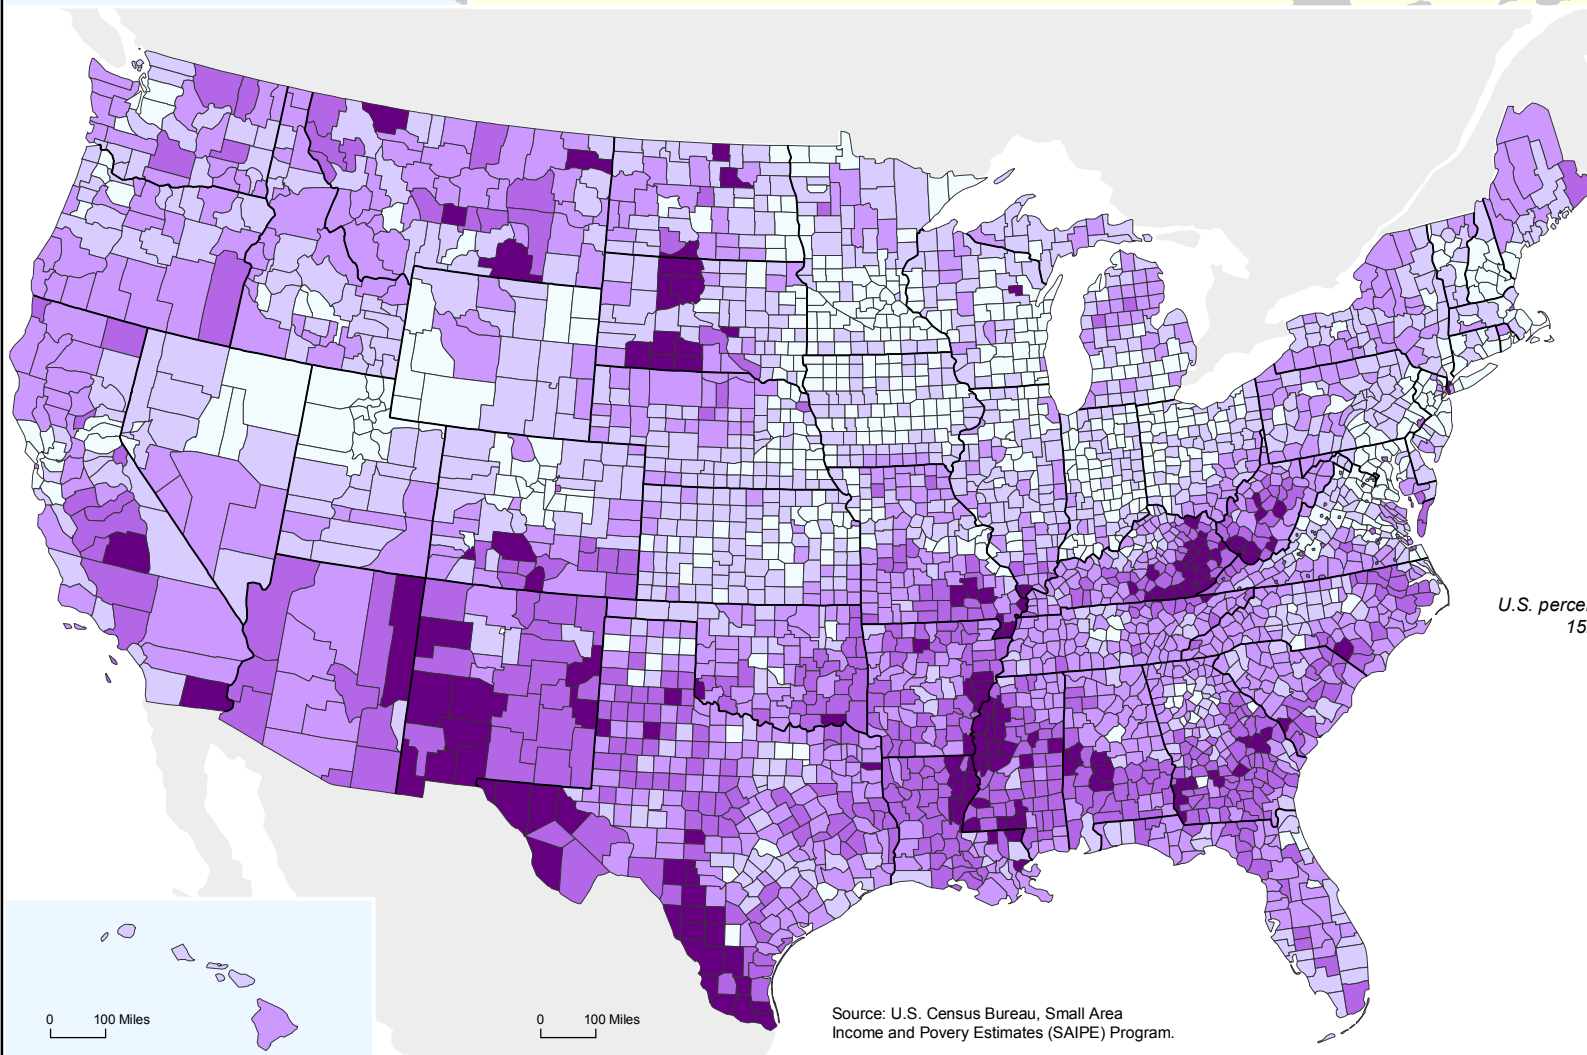 U.S. perce
15
0 100 Miles
0 100 Miles
Source: U.S. Census Bureau, Small Area
Income and Povery Estimates (SAIPE) Program.